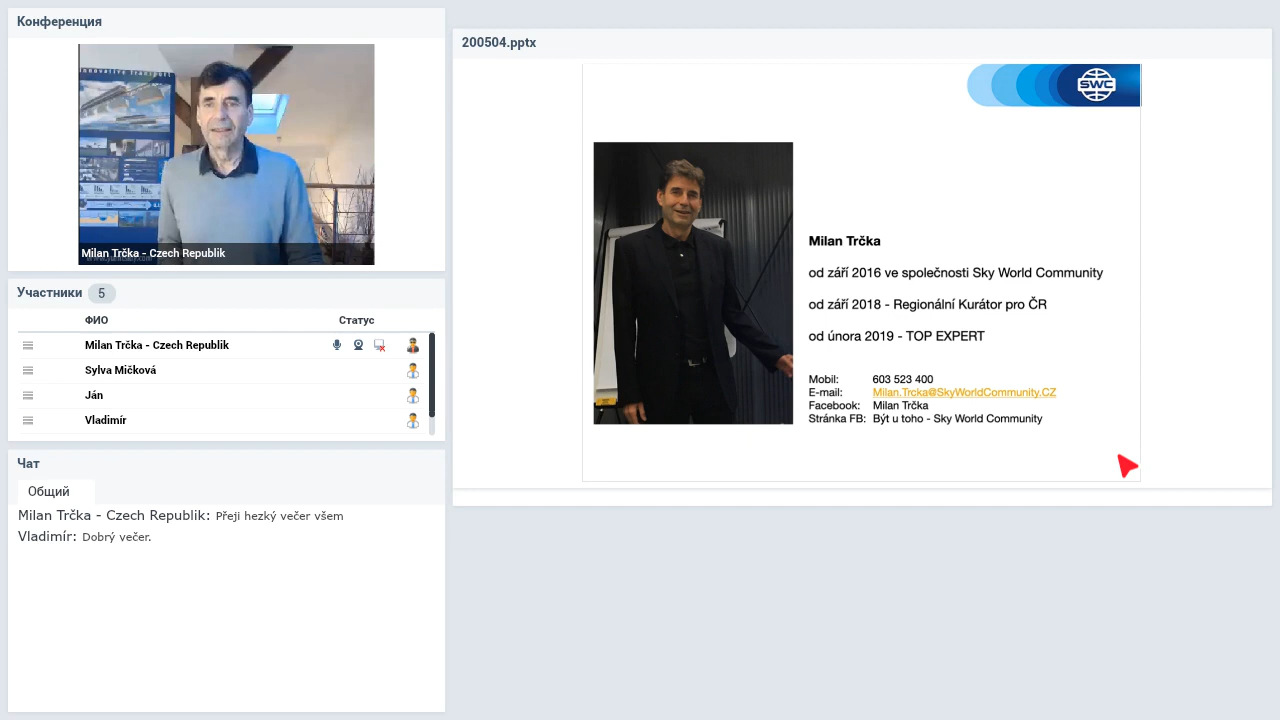 Конференция
Innovative Transport
Milan Trčka - Czech Republik
Участники 5
ФИО Статус
Milan Trčka - Czech Republik
Sylva Mičková
Ján
Vladimír
Чат
Общий
Milan Trčka - Czech Republik: Přeji hezký večer všem
Vladimír: Dobrý večer.
200504.pptx
SWC
Milan Trčka
od září 2016 ve společnosti Sky World Community
od září 2018 - Regionální Kurátor pro ČR
od února 2019 - TOP EXPERT
Mobil: 603 523 400
E-mail: Milan.Trcka@SkyWorldCommunity.CZ
Facebook: Milan Trčka
Stránka FB: Být u toho - Sky World Community